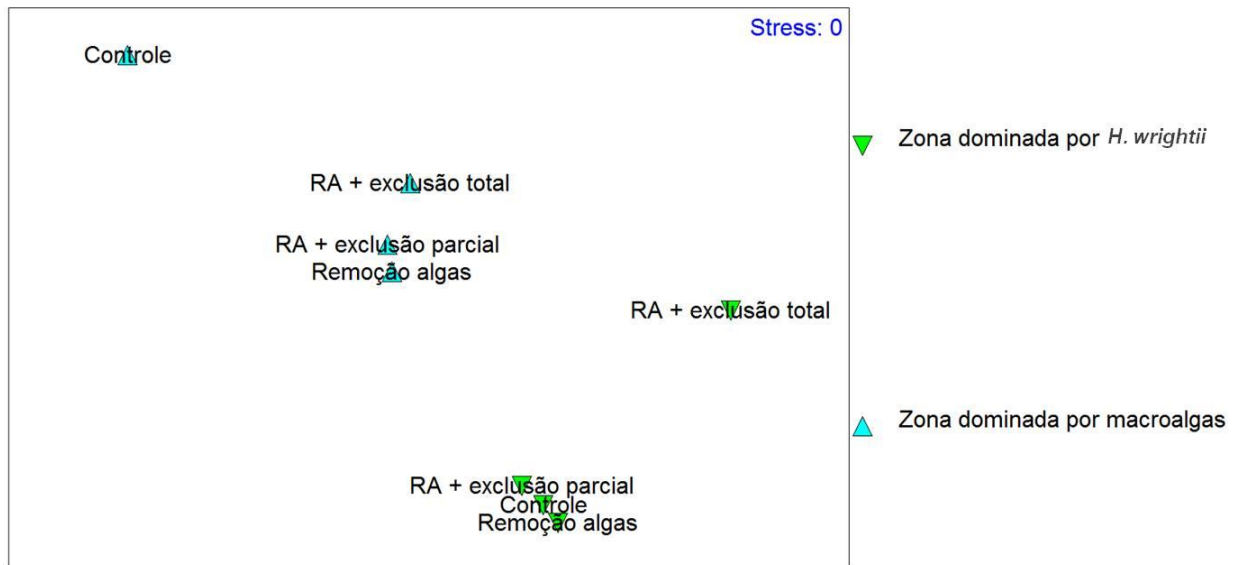 Stress: 0
Controle
Zona dominada por H. wrightii
RA + exclusão total
RA + exclusão parcial
Remoção algas
RA + exclusão total
Zona dominada por macroalgas
RA + exclusão parcial
Controle
Remoção algas